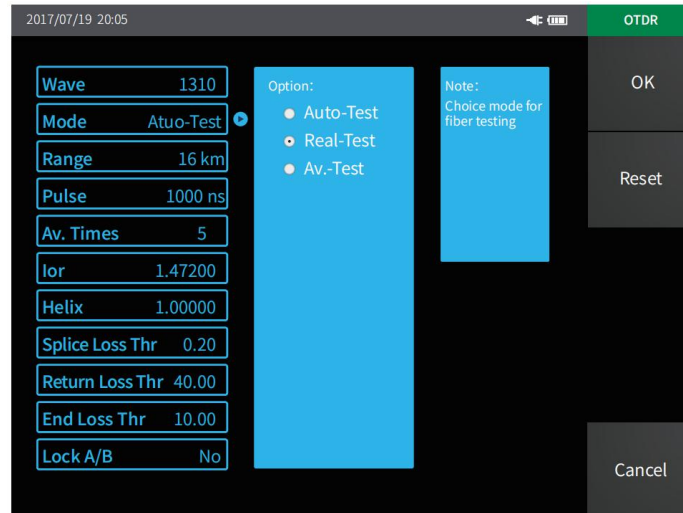 2017/07/19 20:05
OTDR
Wave 1310
Mode Atuo-Test
Range 16 km
Pulse 1000 ns
Av. Times 5
Ior 1.47200
Helix 1.00000
Splice Loss Thr 0.20
Return Loss Thr 40.00
End Loss Thr 10.00
Lock A/B No
Option:
Auto-Test
Real-Test
Av.-Test
Note:
Choice mode for
fiber testing
OK
Reset
Cancel